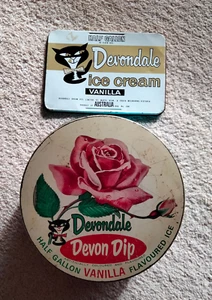 HALF GALLON
Devondale
ice cream
VANILLA
AUSTRALIA
Devondale
Devon Dip
HALF GALLON VANILLA FLAVOURED ICE